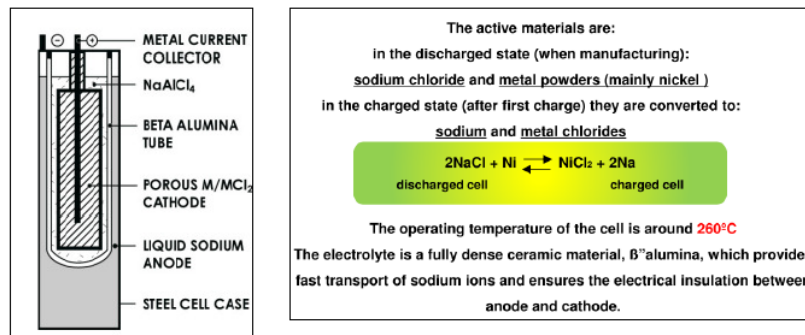 ⊖ ⊕
METAL CURRENT
COLLECTOR
NaAlCl4
BETA ALUMINA
TUBE
POROUS M/MCl2
CATHODE
LIQUID SODIUM
ANODE
STEEL CELL CASE
The active materials are:
in the discharged state (when manufacturing):
sodium chloride and metal powders (mainly nickel )
in the charged state (after first charge) they are converted to:
sodium and metal chlorides
2NaCl + Ni ⇄ NiCl2 + 2Na
discharged cell charged cell
The operating temperature of the cell is around 260ºC
The electrolyte is a fully dense ceramic material, ß”alumina, which provide
fast transport of sodium ions and ensures the electrical insulation between
anode and cathode.